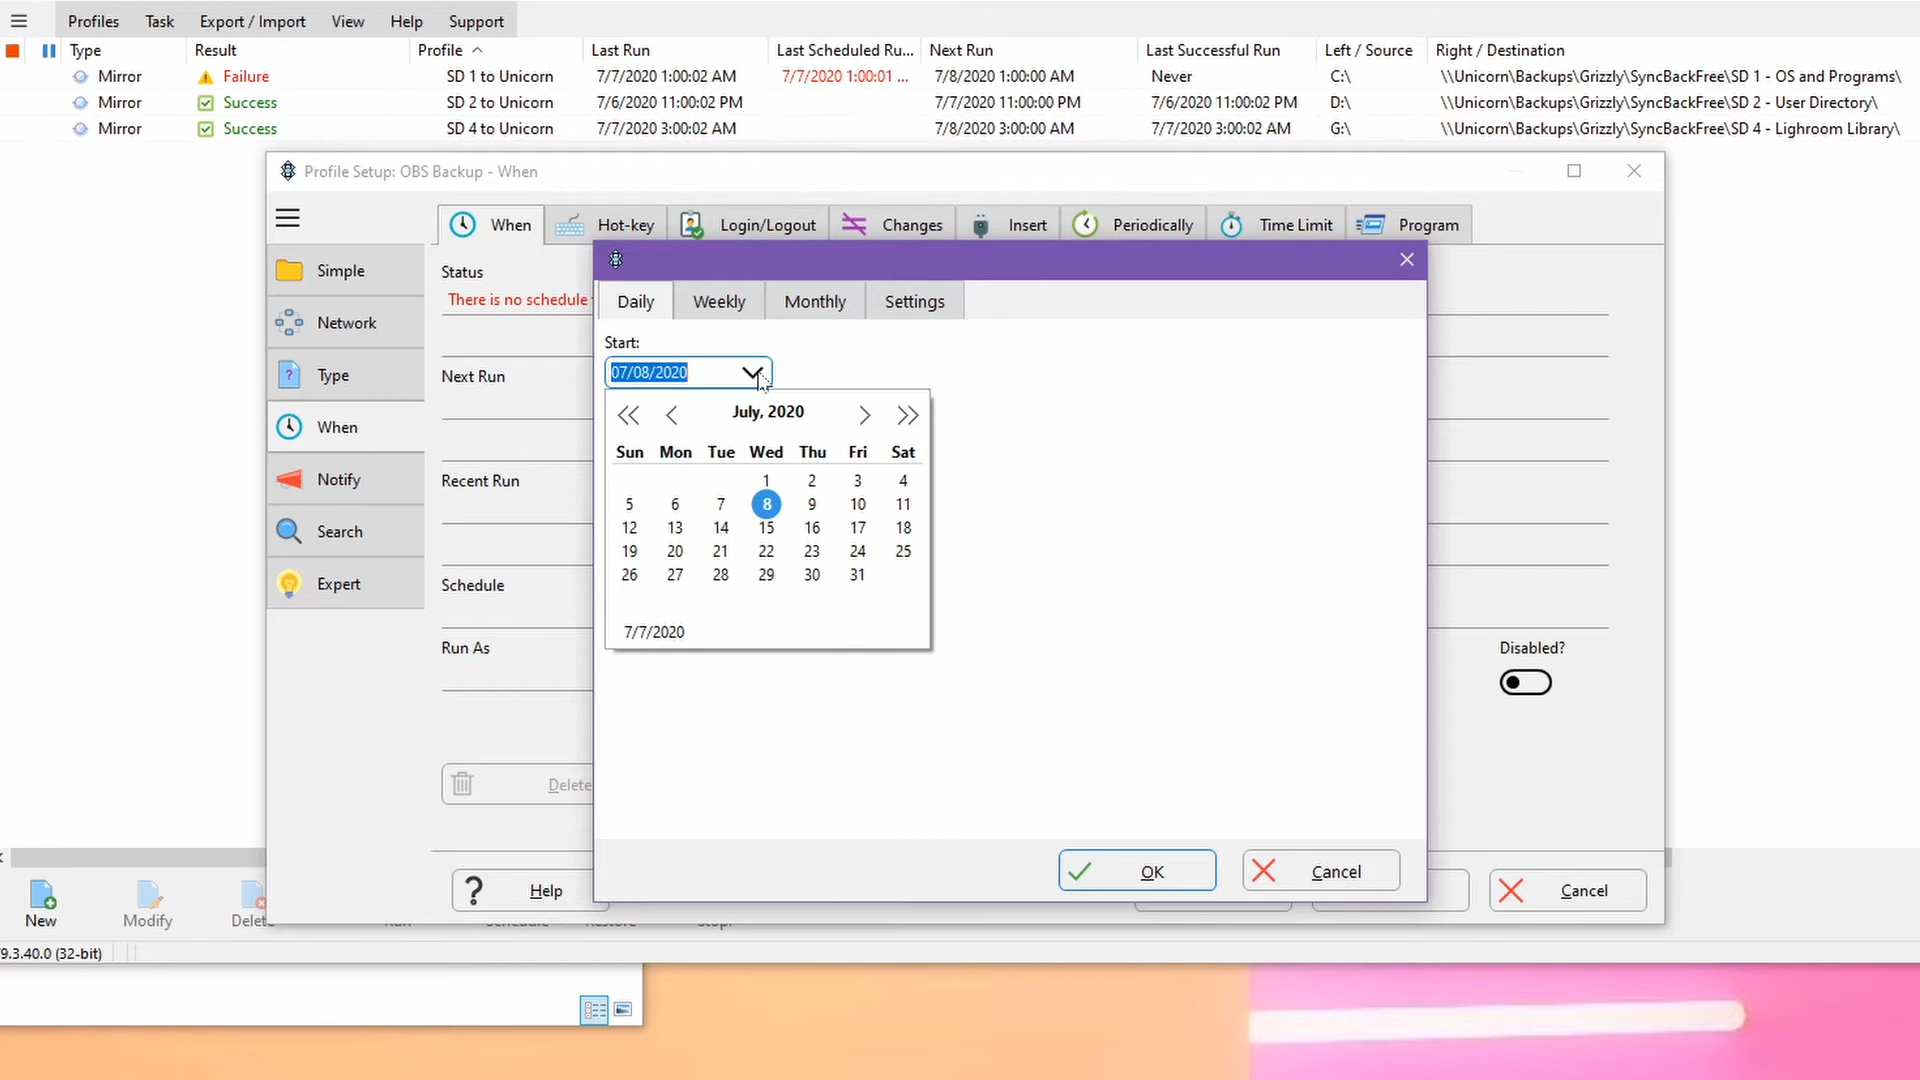 Profiles Task Export / Import View Help Support
Type Result Profile Last Run Last Scheduled Ru... Next Run Last Successful Run Left / Source Right / Destination
Mirror Failure SD 1 to Unicorn 7/7/2020 1:00:02 AM 7/7/2020 1:00:01 ... 7/8/2020 1:00:00 AM Never C:\ \\Unicorn\Backups\Grizzly\SyncBackFree\SD 1 - OS and Programs\
Mirror Success SD 2 to Unicorn 7/6/2020 11:00:02 PM 7/7/2020 11:00:00 PM 7/6/2020 11:00:02 PM D:\ \\Unicorn\Backups\Grizzly\SyncBackFree\SD 2 - User Directory\
Mirror Success SD 4 to Unicorn 7/7/2020 3:00:02 AM 7/8/2020 3:00:00 AM 7/7/2020 3:00:02 AM G:\ \\Unicorn\Backups\Grizzly\SyncBackFree\SD 4 - Lighroom Library\
Profile Setup: OBS Backup - When
When Hot-key Login/Logout Changes Insert Periodically Time Limit Program
Simple
Network
Type
When
Notify
Search
Expert
Status
There is no schedule
Next Run
Recent Run
Schedule
Run As
Disabled?
Delete
Daily Weekly Monthly Settings
Start:
07/08/2020
July, 2020
Sun Mon Tue Wed Thu Fri Sat
1 2 3 4
5 6 7 8 9 10 11
12 13 14 15 16 17 18
19 20 21 22 23 24 25
26 27 28 29 30 31
7/7/2020
OK Cancel
Help Cancel
New Modify Delete Run Schedule Restore Stop!
9.3.40.0 (32-bit)